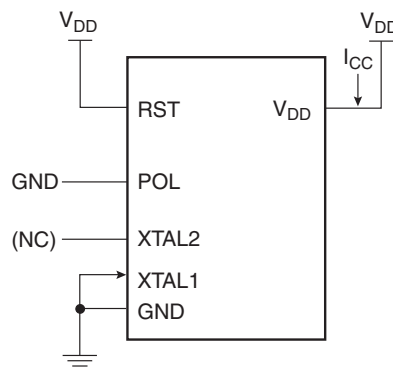 VDD
VDD
ICC
RST
VDD
GND
POL
(NC)
XTAL2
XTAL1
GND